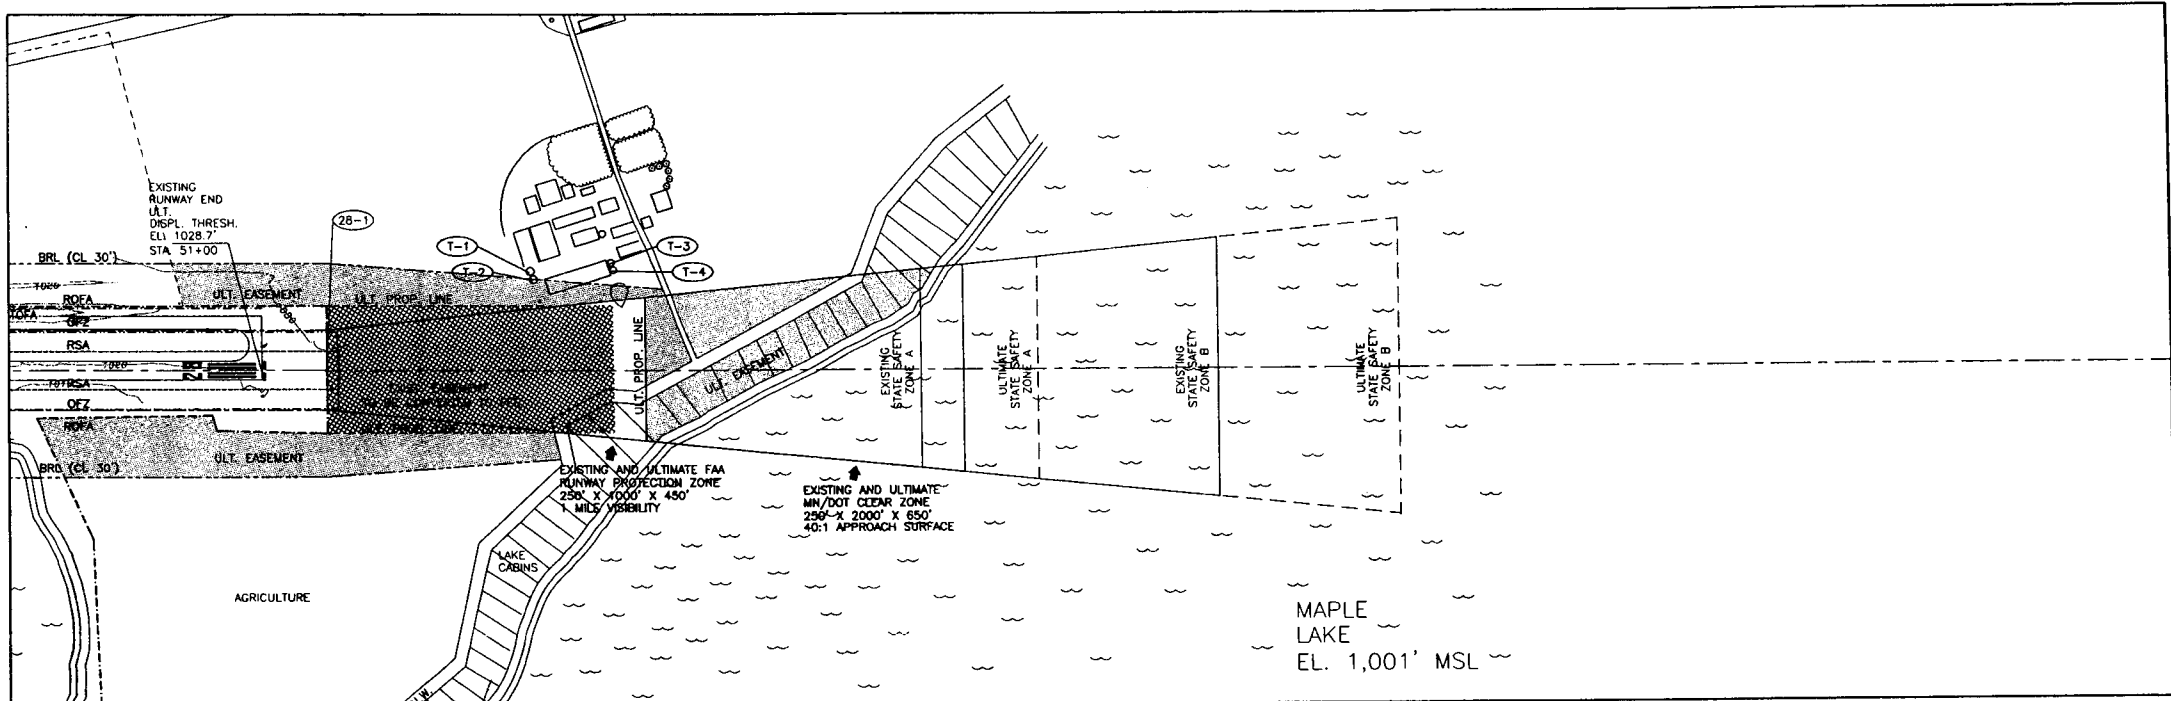 EXISTING
RUNWAY END
ULT.
DISPL. THRESH.
EL. 1028.7'
STA. 51+00
28-1
T-1
T-2
T-3
T-4
BRL (CL 30')
ROFA
TOFA
OFZ
RSA
1020
RSA
OFZ
ROFA
BRL (CL 30')
ULT. EASEMENT
ULT. PROP. LINE
EASEMENT
ULT. EASEMENT
ULT. PROP. LINE
ULT. EASEMENT
EXISTING
STATE SAFETY
ZONE A
ULTIMATE
STATE SAFETY
ZONE A
EXISTING
STATE SAFETY
ZONE B
ULTIMATE
STATE SAFETY
ZONE B
EXISTING AND ULTIMATE FAA
RUNWAY PROTECTION ZONE
250' X 1000' X 450'
1 MILE VISIBILITY
EXISTING AND ULTIMATE
MN/DOT CLEAR ZONE
250' X 2000' X 650'
40:1 APPROACH SURFACE
LAKE
CABINS
AGRICULTURE
MAPLE
LAKE
EL. 1,001' MSL